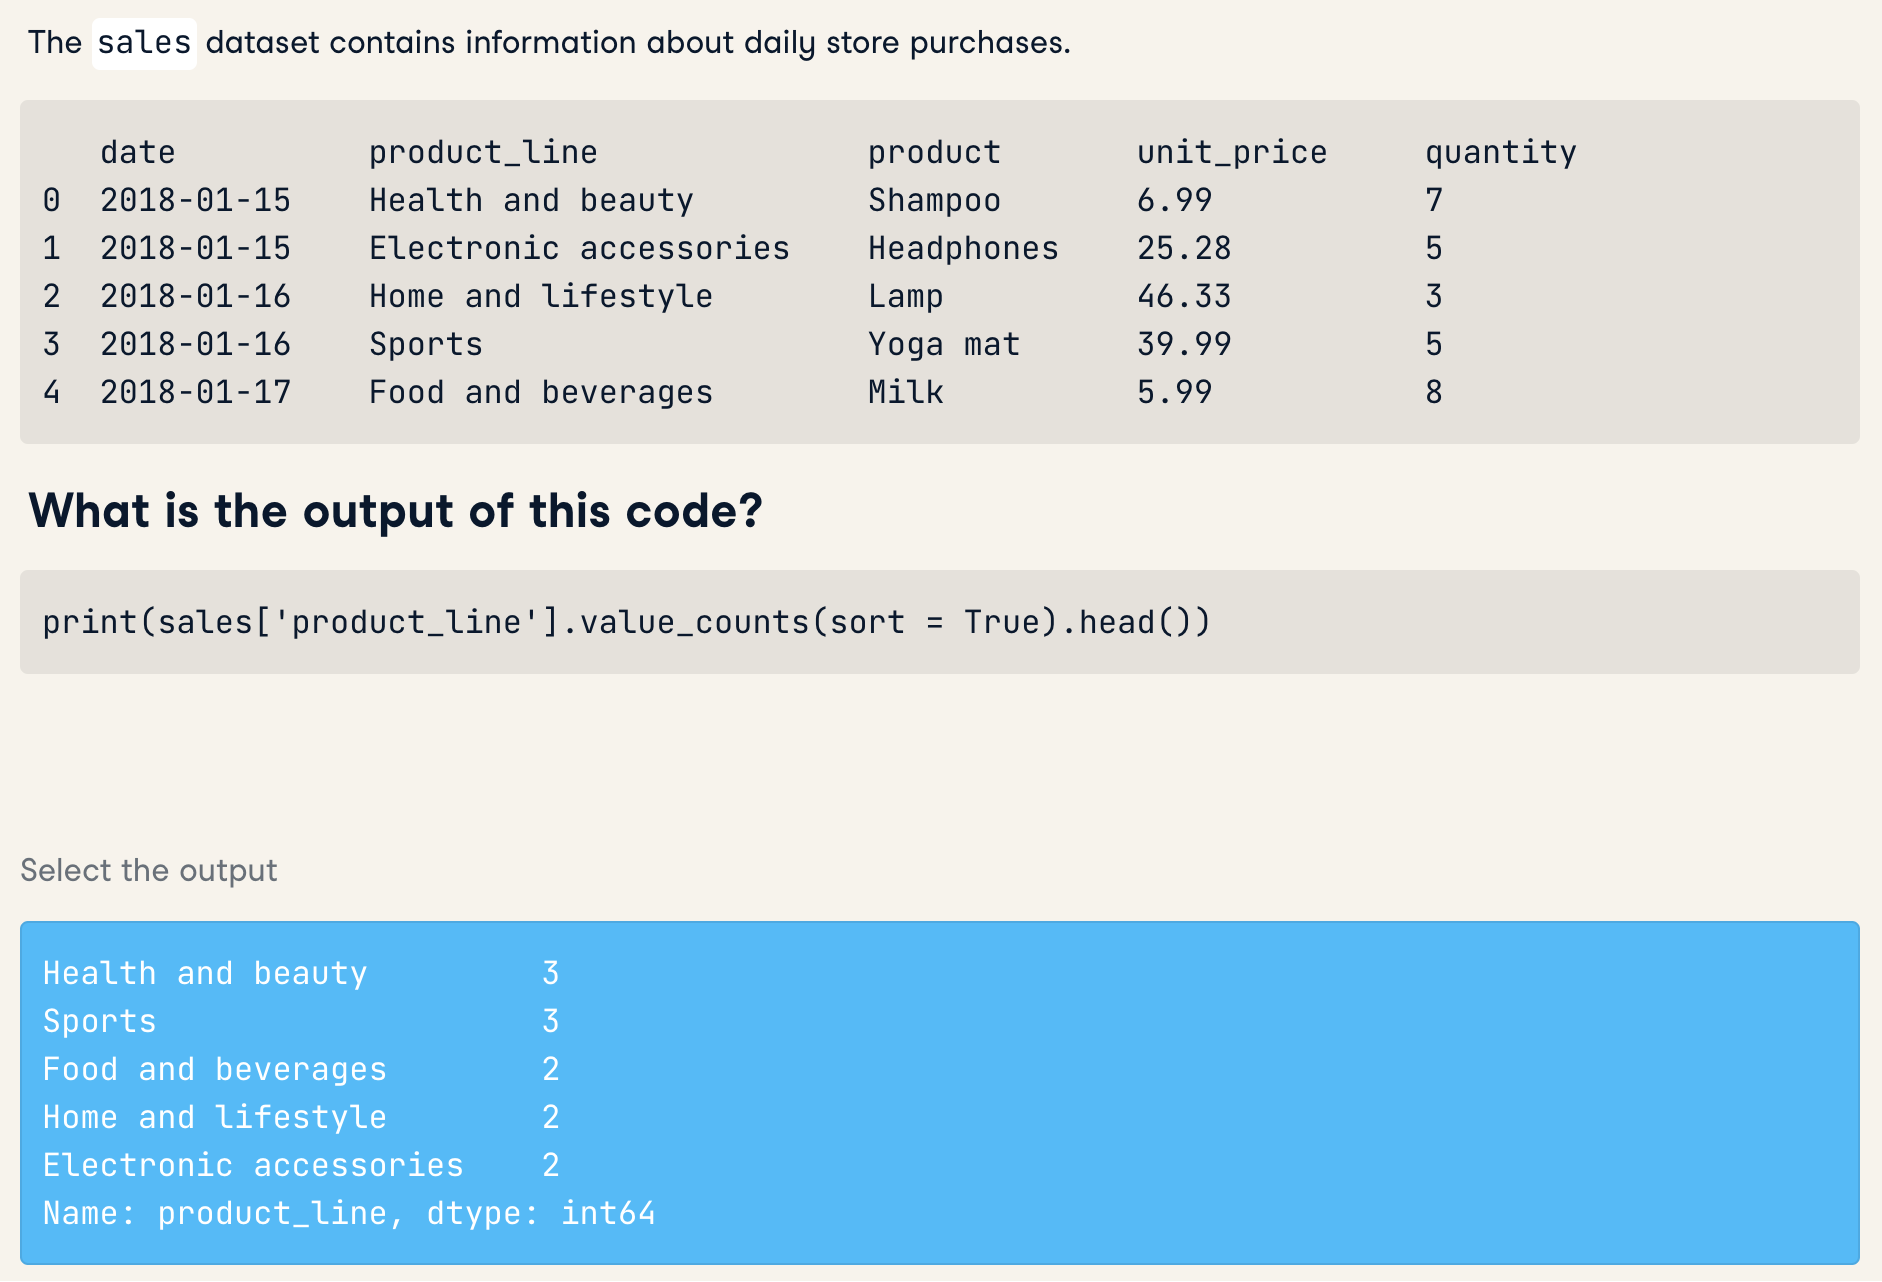 The sales dataset contains information about daily store purchases.
date product_line product unit_price quantity
0 2018-01-15 Health and beauty Shampoo 6.99 7
1 2018-01-15 Electronic accessories Headphones 25.28 5
2 2018-01-16 Home and lifestyle Lamp 46.33 3
3 2018-01-16 Sports Yoga mat 39.99 5
4 2018-01-17 Food and beverages Milk 5.99 8
What is the output of this code?
print(sales['product_line'].value_counts(sort = True).head())
Select the output
Health and beauty 3
Sports 3
Food and beverages 2
Home and lifestyle 2
Electronic accessories 2
Name: product_line, dtype: int64